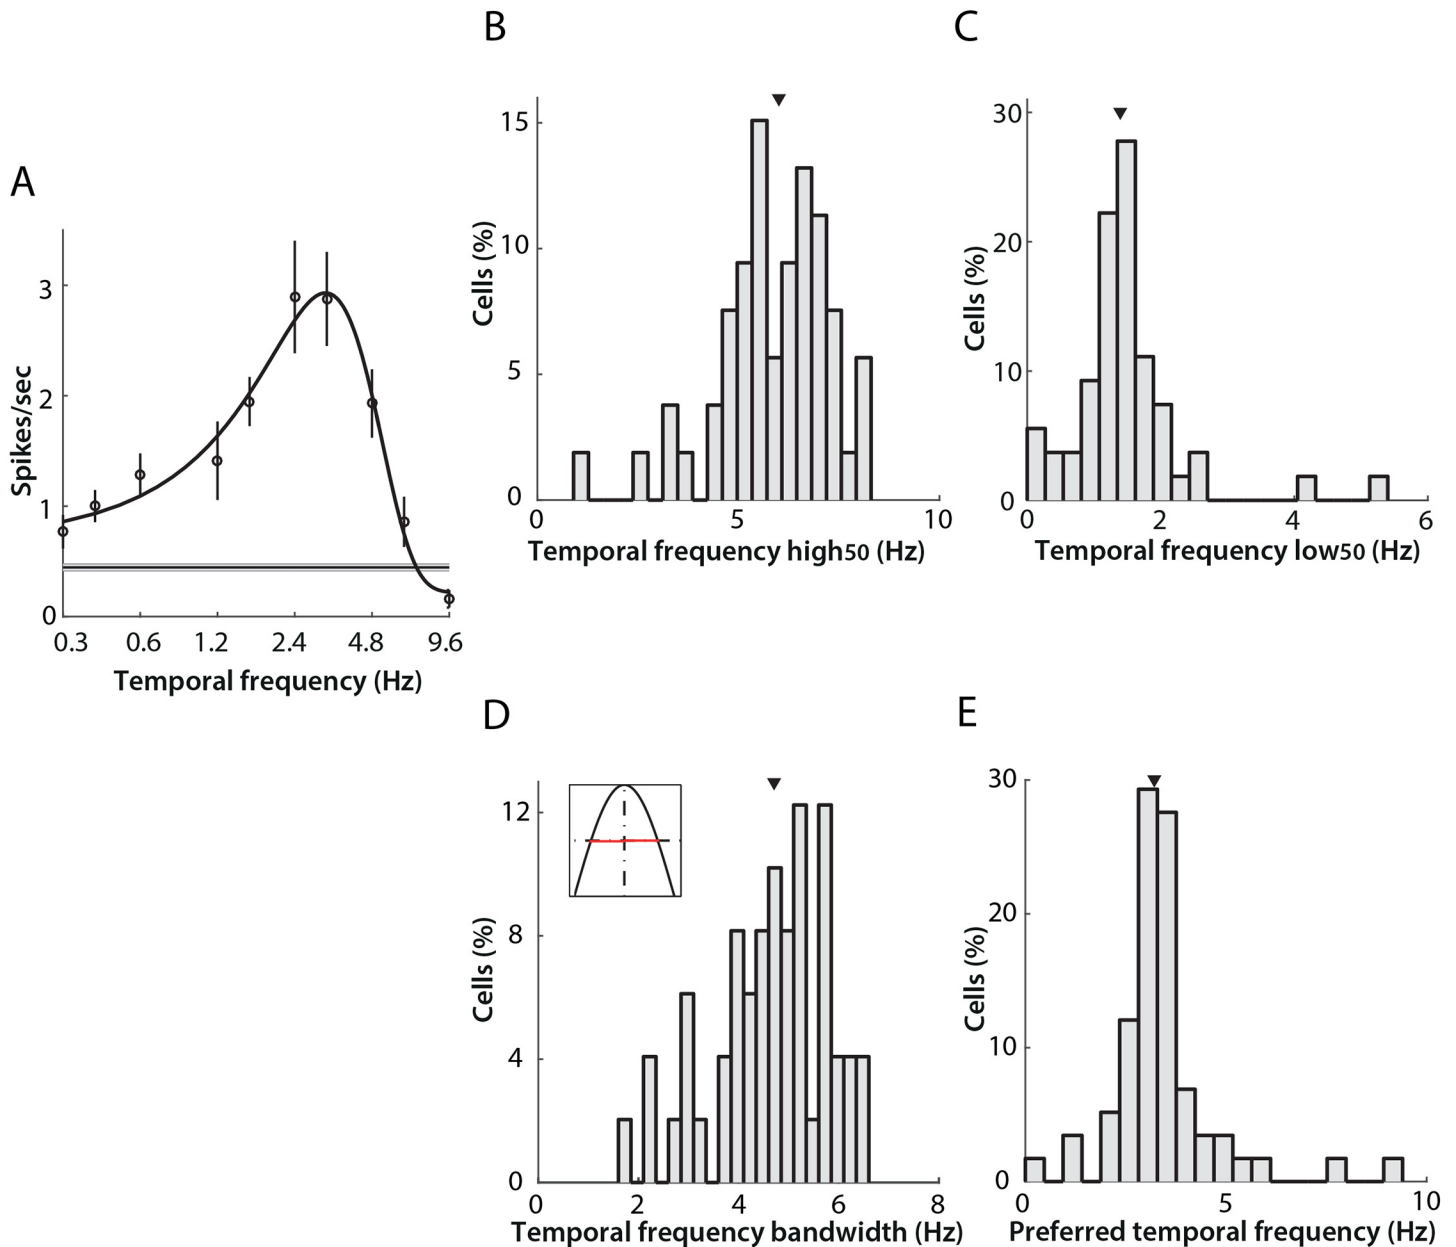 A
Spikes/sec
3
2
1
0
0.3 0.6 1.2 2.4 4.8 9.6
Temporal frequency (Hz)
B
Cells (%)
15
10
5
0
0 5 10
Temporal frequency high50 (Hz)
C
Cells (%)
30
20
10
0
0 2 4 6
Temporal frequency low50 (Hz)
D
Cells (%)
12
8
4
0
0 2 4 6 8
Temporal frequency bandwidth (Hz)
E
Cells (%)
30
20
10
0
0 5 10
Preferred temporal frequency (Hz)